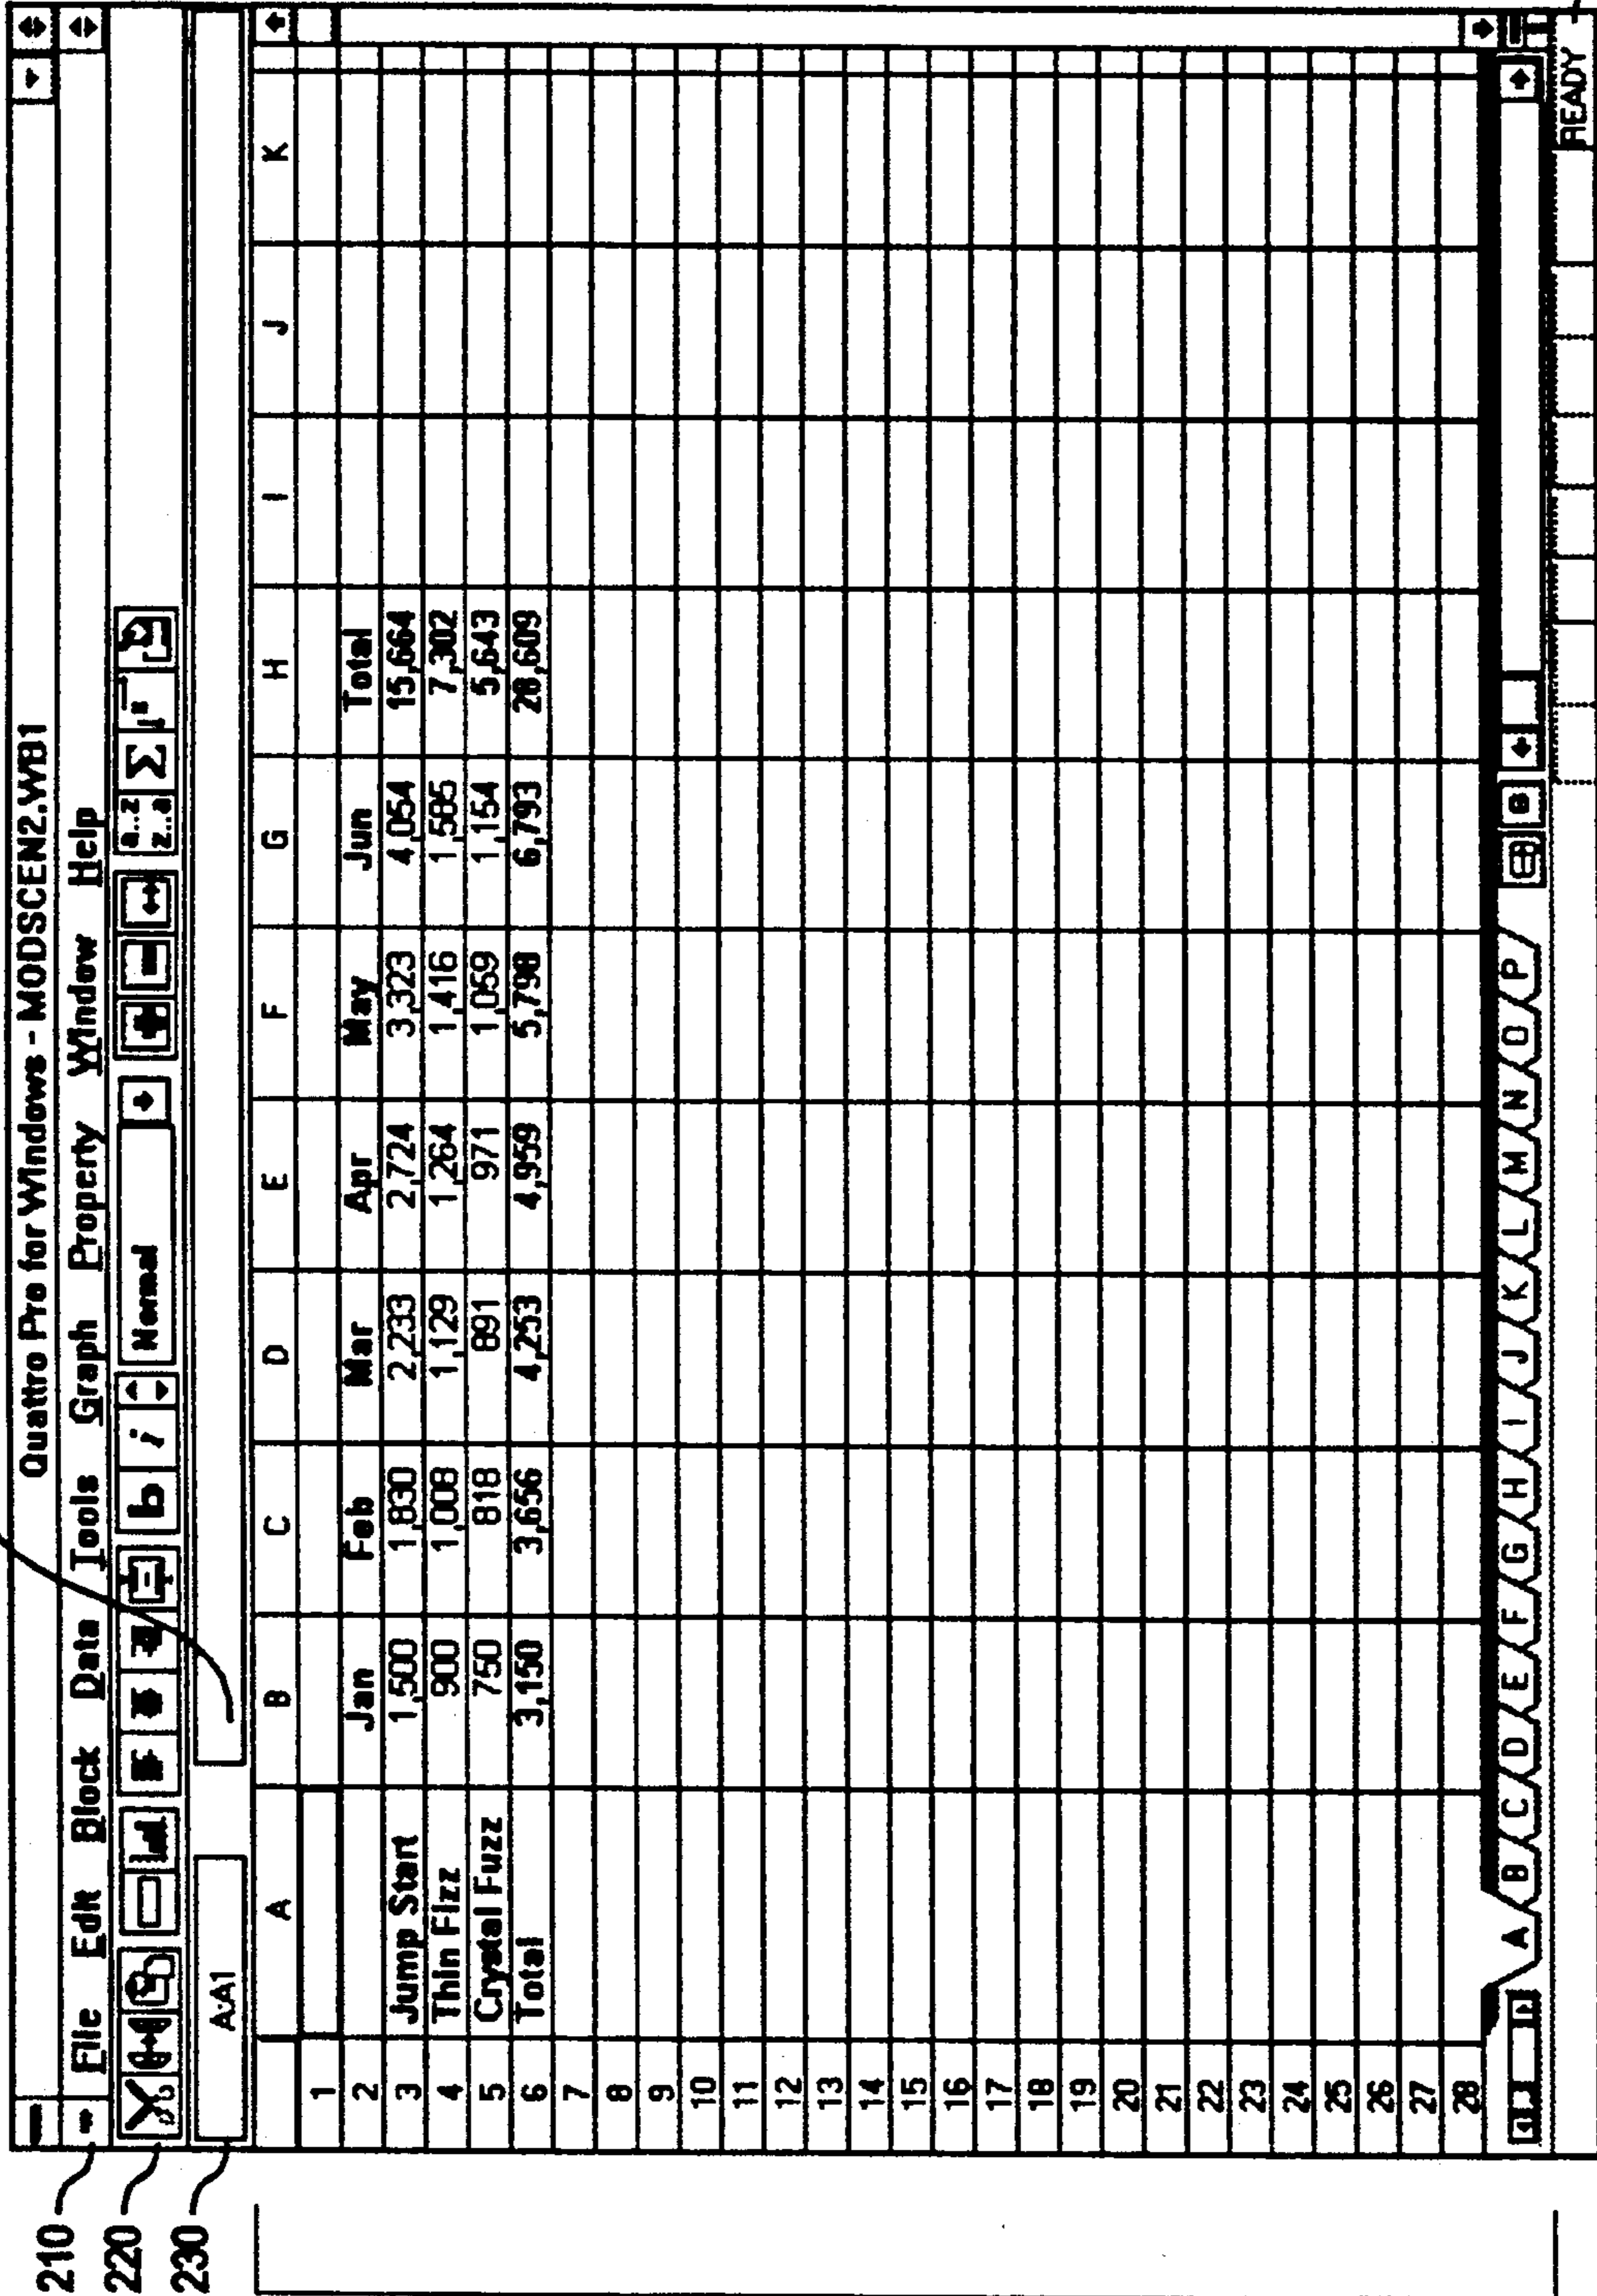 Quattro Pro for Windows - MODSCEN2.WB1
210 File Edit Block Data Tools Graph Property Window Help
220 b i Normal a..z z..a Σ
230 A:A1
A B C D E F G H I J K
1
2 Jan Feb Mar Apr May Jun Total
3 Jump Start 1,500 1,830 2,233 2,724 3,323 4,054 15,664
4 Thin Fizz 900 1,008 1,129 1,264 1,416 1,585 7,302
5 Crystal Fuzz 750 818 891 971 1,059 1,154 5,643
6 Total 3,150 3,656 4,253 4,959 5,798 6,793 28,609
7
8
9
10
11
12
13
14
15
16
17
18
19
20
21
22
23
24
25
26
27
28
A B C D E F G H I J K L M N O P G
READY